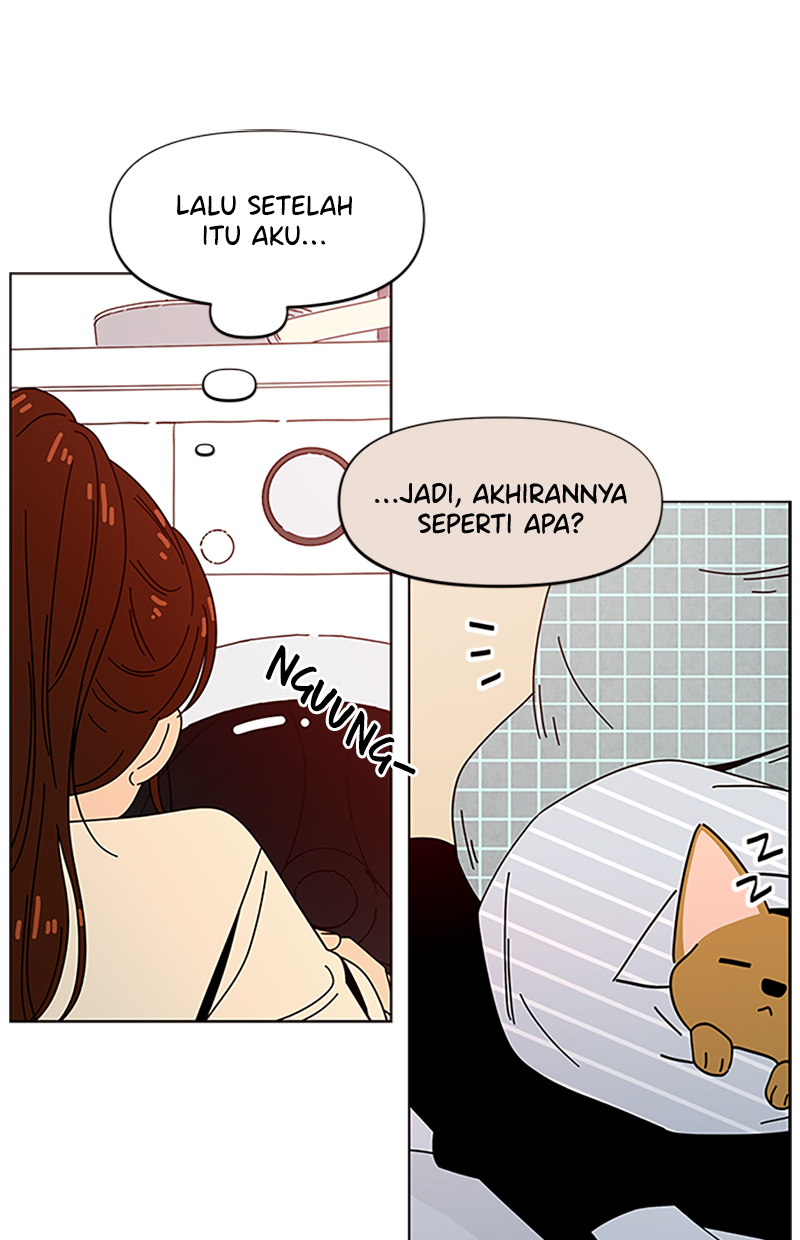 LALU SETELAH
ITU AKU...
...JADI, AKHIRANNYA
SEPERTI APA?
NGUUNG-
Z
Z